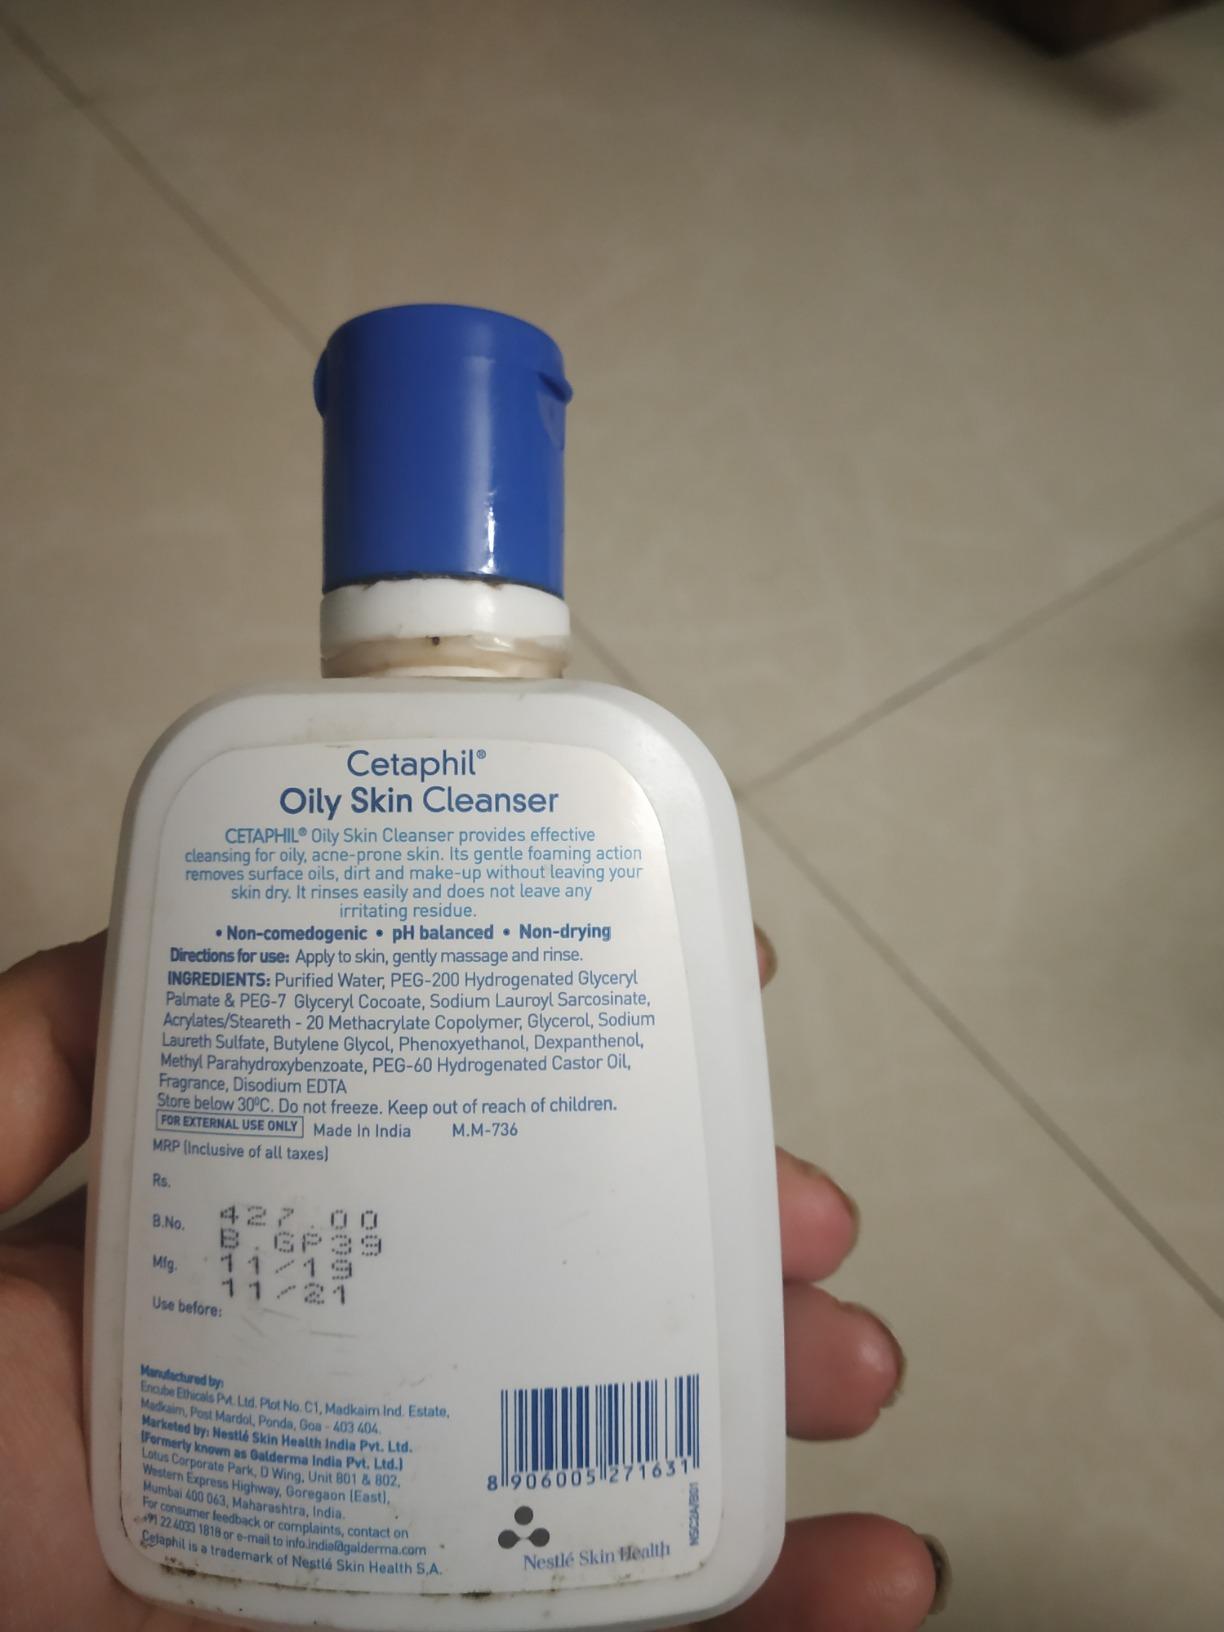 Cetaphil®
Oily Skin Cleanser
CETAPHIL® Oily Skin Cleanser provides effective
cleansing for oily, acne-prone skin. Its gentle foaming action
removes surface oils, dirt and make-up without leaving your
skin dry. It rinses easily and does not leave any
irritating residue.
• Non-comedogenic • pH balanced • Non-drying
Directions for use: Apply to skin, gently massage and rinse.
INGREDIENTS: Purified Water, PEG-200 Hydrogenated Glyceryl
Palmate & PEG-7 Glyceryl Cocoate, Sodium Lauroyl Sarcosinate,
Acrylates/Steareth - 20 Methacrylate Copolymer, Glycerol, Sodium
Laureth Sulfate, Butylene Glycol, Phenoxyethanol, Dexpanthenol,
Methyl Parahydroxybenzoate, PEG-60 Hydrogenated Castor Oil,
Fragrance, Disodium EDTA
Store below 30ºC. Do not freeze. Keep out of reach of children.
FOR EXTERNAL USE ONLY Made In India M.M-736
MRP (Inclusive of all taxes)
Rs. 427.00
B.No. B.GP39
Mfg. 11/19
Use before: 11/21
Manufactured by:
Encube Ethicals Pvt. Ltd. Plot No. C1, Madkaim Ind. Estate,
Madkaim, Post Mardol, Ponda, Goa - 403 404.
Marketed by: Nestlé Skin Health India Pvt. Ltd.
(Formerly known as Galderma India Pvt. Ltd.)
Lotus Corporate Park, D Wing, Unit 801 & 802,
Western Express Highway, Goregaon (East),
Mumbai 400 063, Maharashtra, India.
For consumer feedback or complaints, contact on
+91 22 4033 1818 or e-mail to info.india@galderma.com
Cetaphil is a trademark of Nestlé Skin Health S.A.
8 906005 271631
Nestlé Skin Health